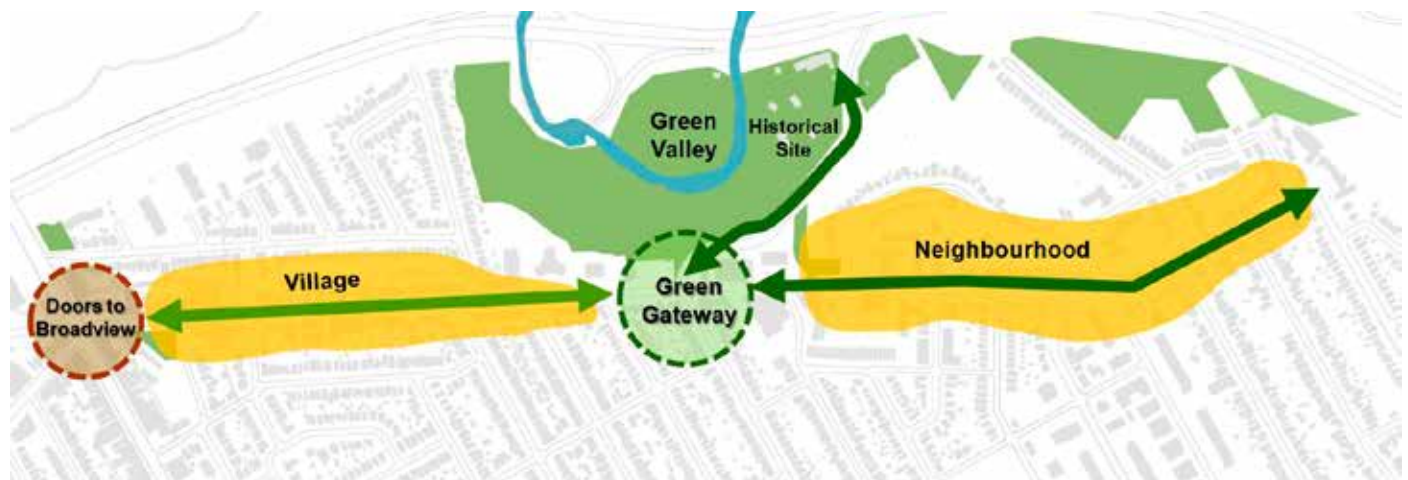 Green
Valley
Historical
Site
Neighbourhood
Village
Green
Gateway
Doors to
Broadview